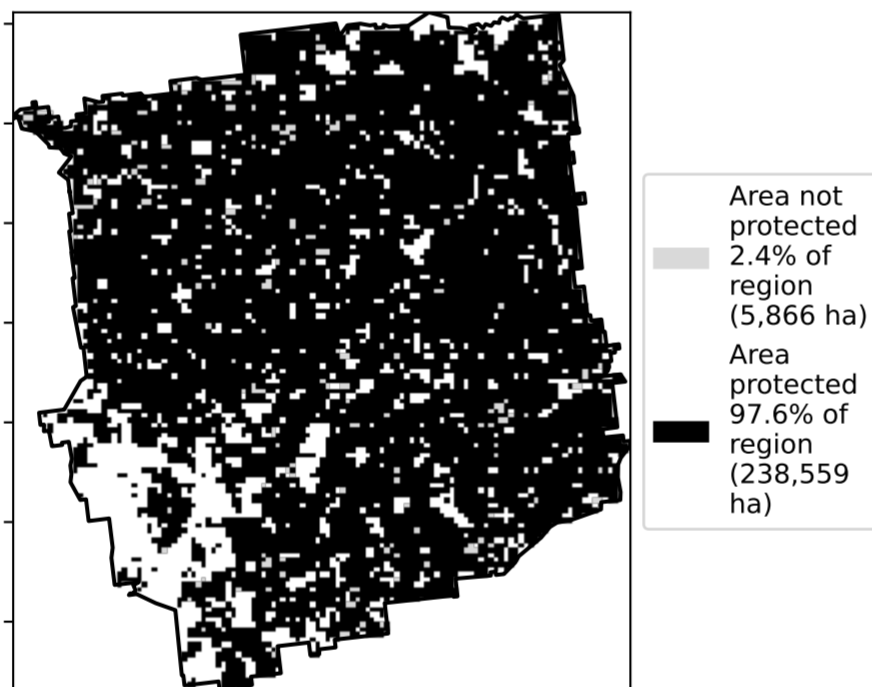 Area not
protected
2.4% of
region
(5,866 ha)
Area
protected
97.6% of
region
(238,559
ha)